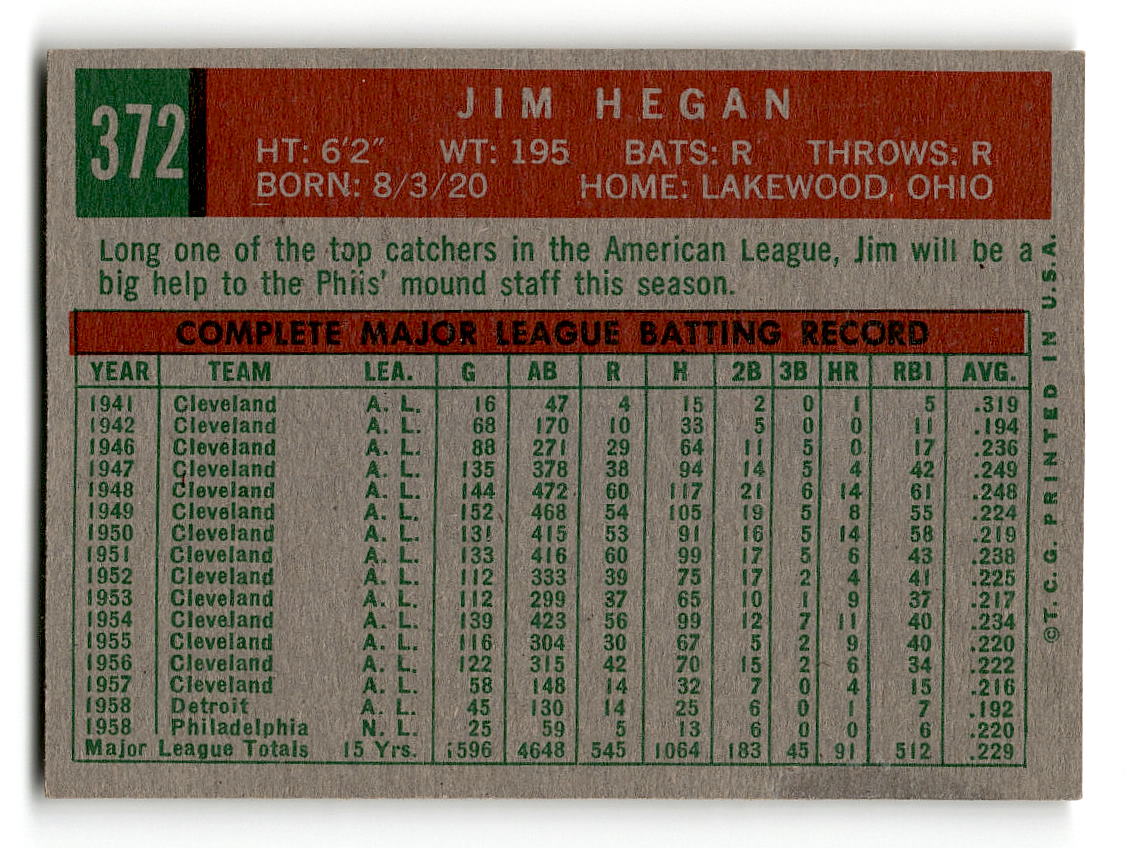 372
JIM HEGAN
HT: 6'2" WT: 195 BATS: R THROWS: R
BORN: 8/3/20 HOME: LAKEWOOD, OHIO
Long one of the top catchers in the American League, Jim will be a
big help to the Phils' mound staff this season.
COMPLETE MAJOR LEAGUE BATTING RECORD
YEAR TEAM LEA. G AB R H 2B 3B HR RBI AVG.
1941 Cleveland A. L. 16 47 4 15 2 0 1 5 .319
1942 Cleveland A. L. 68 170 10 33 5 0 0 11 .194
1946 Cleveland A. L. 88 271 29 64 11 5 0 17 .236
1947 Cleveland A. L. 135 378 38 94 14 5 4 42 .249
1948 Cleveland A. L. 144 472 60 117 21 6 14 61 .248
1949 Cleveland A. L. 152 468 54 105 19 5 8 55 .224
1950 Cleveland A. L. 131 415 53 91 16 5 14 58 .219
1951 Cleveland A. L. 133 416 60 99 17 5 6 43 .238
1952 Cleveland A. L. 112 333 39 75 17 2 4 41 .225
1953 Cleveland A. L. 112 299 37 65 10 1 9 37 .217
1954 Cleveland A. L. 139 423 56 99 12 7 11 40 .234
1955 Cleveland A. L. 116 304 30 67 5 2 9 40 .220
1956 Cleveland A. L. 122 315 42 70 15 2 6 34 .222
1957 Cleveland A. L. 58 148 14 32 7 0 4 15 .216
1958 Detroit A. L. 45 130 14 25 6 0 1 7 .192
1958 Philadelphia N. L. 25 59 5 13 6 0 0 6 .220
Major League Totals 15 Yrs. 1596 4648 545 1064 183 45 91 512 .229
©T.C.G. PRINTED IN U.S.A.